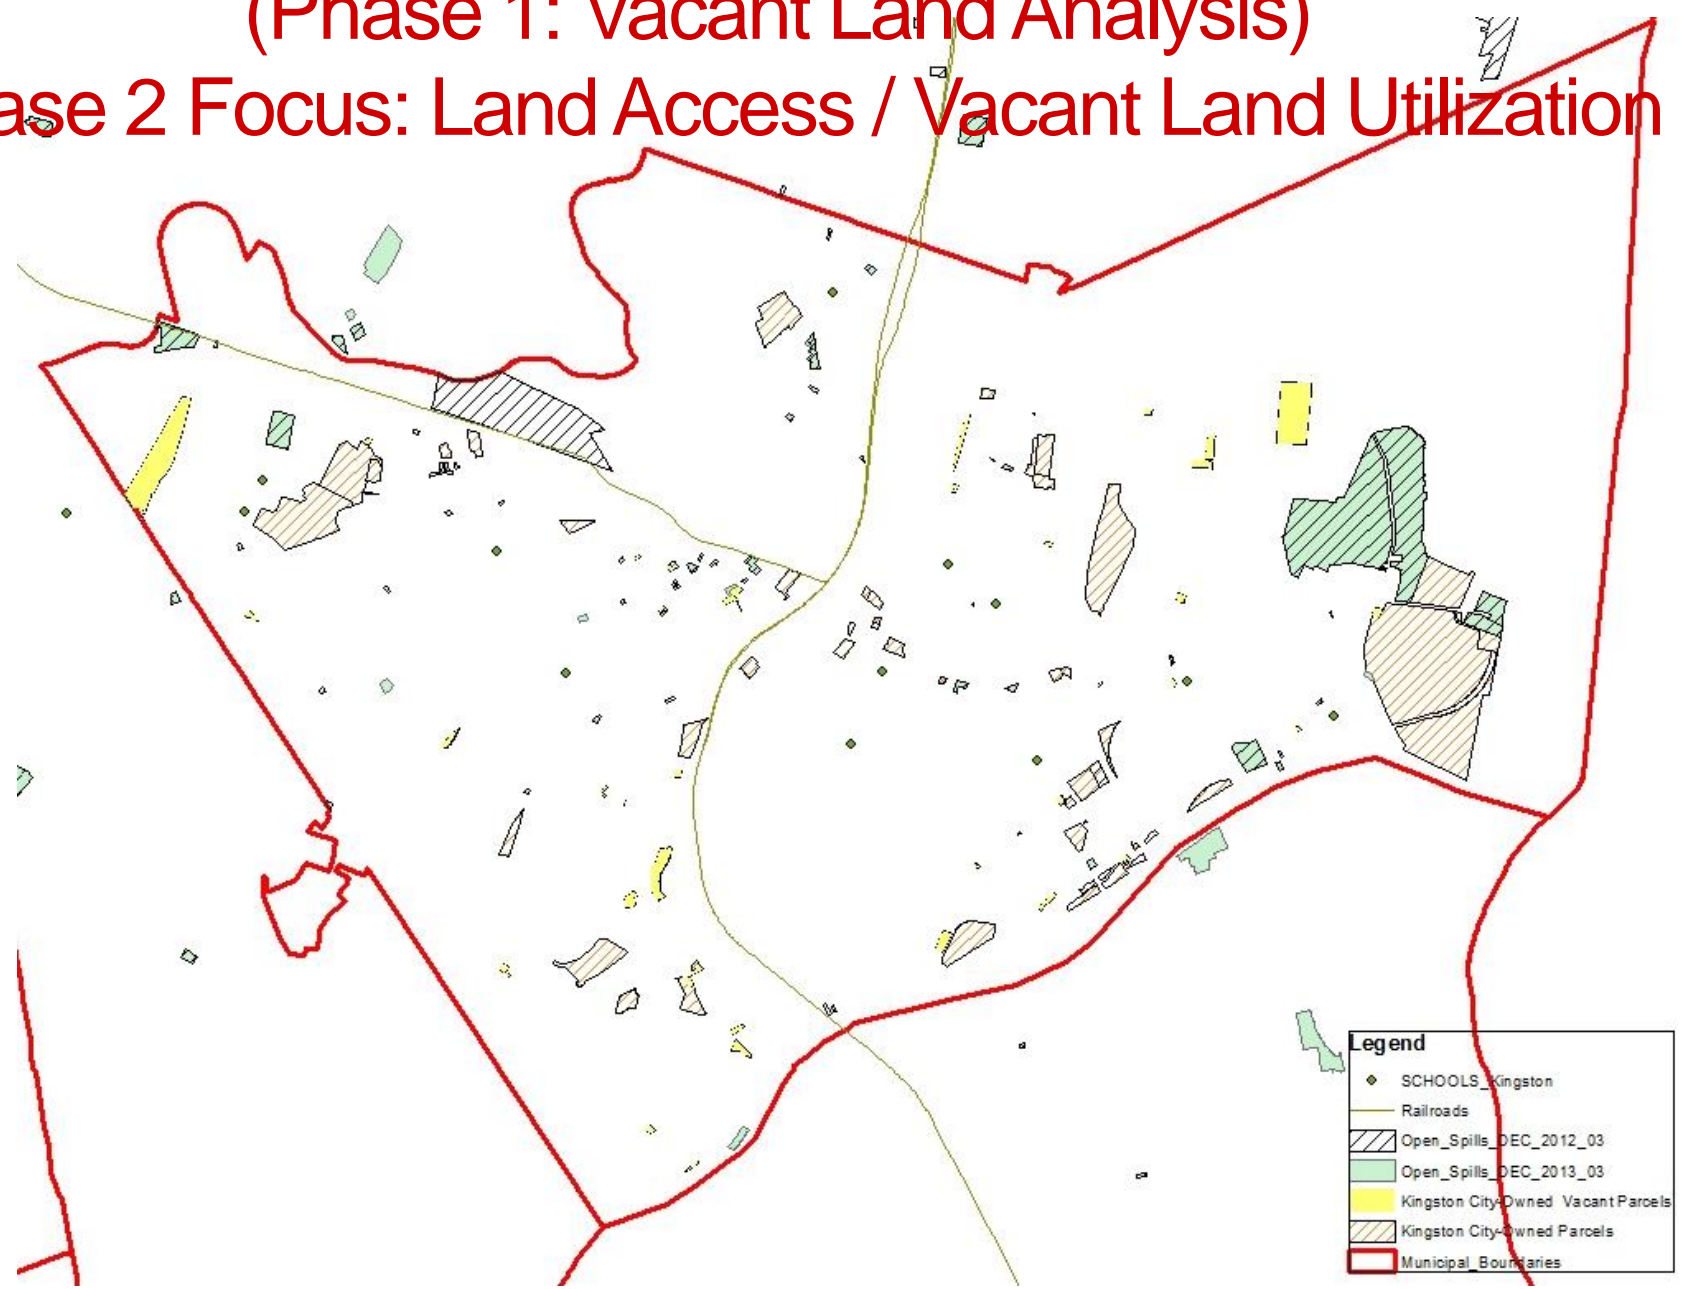 (Phase 1: Vacant Land Analysis)
ase 2 Focus: Land Access / Vacant Land Utilization
Legend
SCHOOLS_Kingston
Railroads
Open_Spills_DEC_2012_03
Open_Spills_DEC_2013_03
Kingston City-Owned Vacant Parcels
Kingston City-Owned Parcels
Municipal_Boundaries